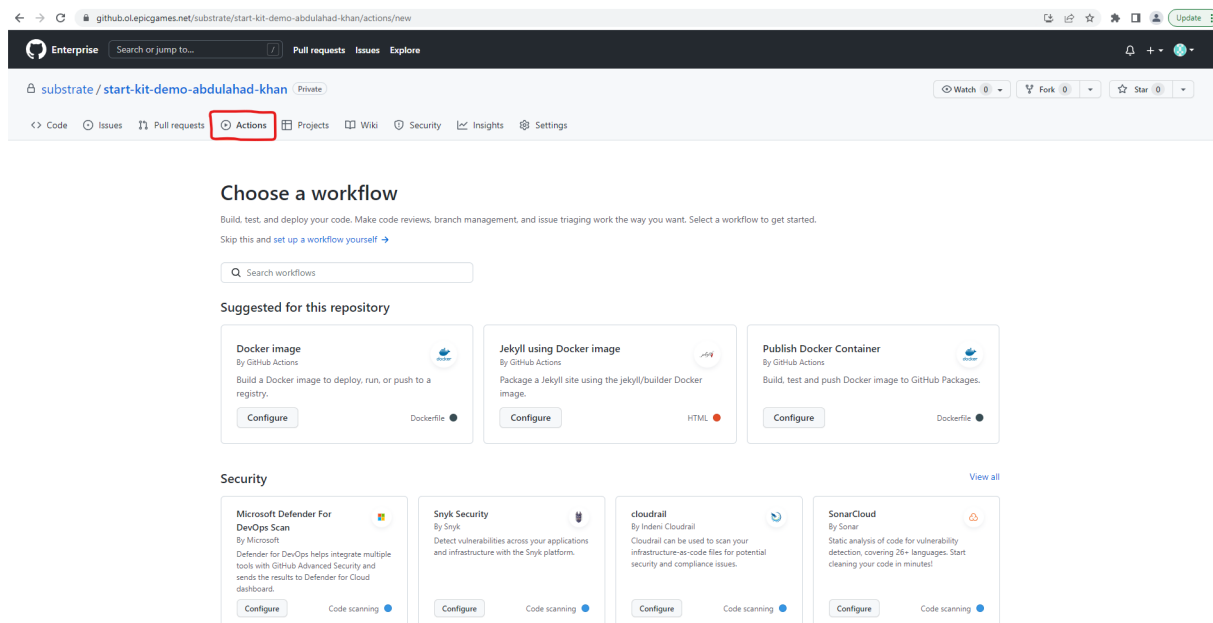 github.ol.epicgames.net/substrate/start-kit-demo-abdulahad-khan/actions/new
Update
Enterprise
Search or jump to...
/
Pull requests Issues Explore
substrate / start-kit-demo-abdulahad-khan Private
Watch 0
Fork 0
Star 0
Code Issues Pull requests Actions Projects Wiki Security Insights Settings
Choose a workflow
Build, test, and deploy your code. Make code reviews, branch management, and issue triaging work the way you want. Select a workflow to get started.
Skip this and set up a workflow yourself →
Search workflows
Suggested for this repository
Docker image
By GitHub Actions
Build a Docker image to deploy, run, or push to a
registry.
Configure
Dockerfile
docker
Jekyll using Docker image
By GitHub Actions
Package a Jekyll site using the jekyll/builder Docker
image.
Configure
HTML
Publish Docker Container
By GitHub Actions
Build, test and push Docker image to GitHub Packages.
Configure
Dockerfile
docker
Security
View all
Microsoft Defender For
DevOps Scan
By Microsoft
Defender for DevOps helps integrate multiple
tools with GitHub Advanced Security and
sends the results to Defender for Cloud
dashboard.
Configure
Code scanning
Snyk Security
By Snyk
Detect vulnerabilities across your applications
and infrastructure with the Snyk platform.
Configure
Code scanning
cloudrail
By Indeni Cloudrail
Cloudrail can be used to scan your
infrastructure-as-code files for potential
security and compliance issues.
Configure
Code scanning
SonarCloud
By Sonar
Static analysis of code for vulnerability
detection, covering 26+ languages. Start
cleaning your code in minutes!
Configure
Code scanning